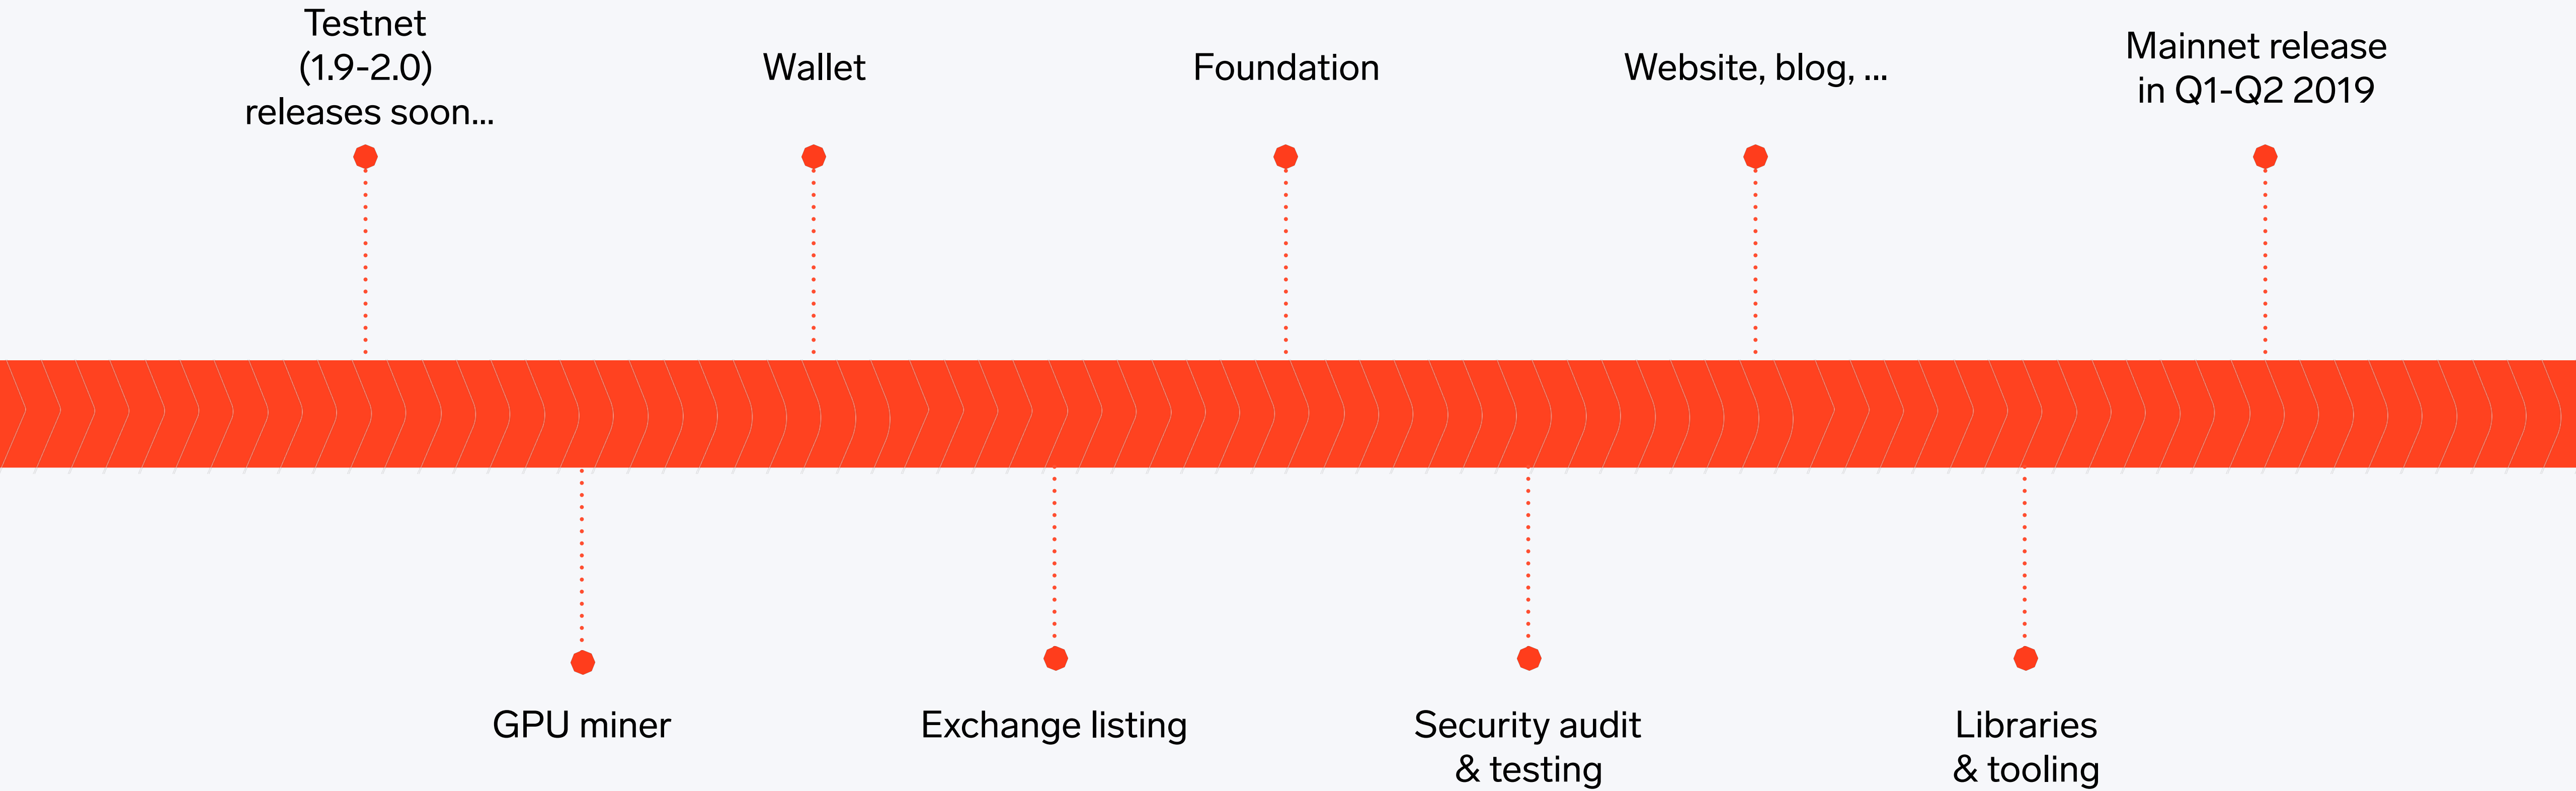 Testnet
(1.9-2.0)
releases soon...
Wallet
Foundation
Website, blog, ...
Mainnet release
in Q1-Q2 2019
GPU miner
Exchange listing
Security audit
& testing
Libraries
& tooling